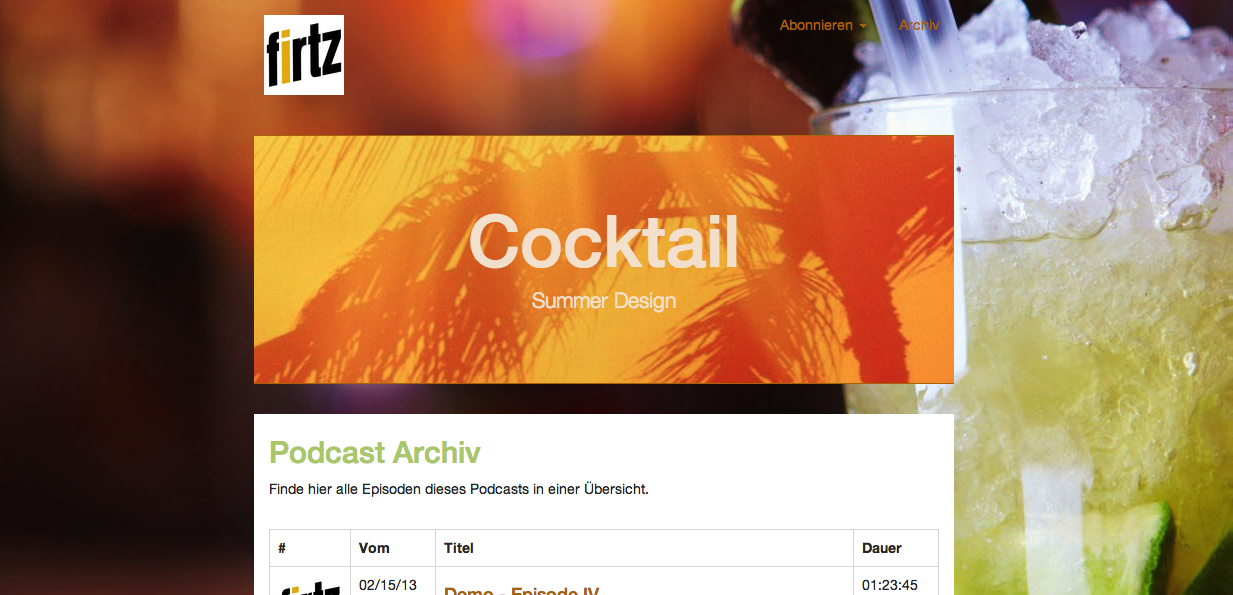 firtz
Abonnieren
Archiv
Cocktail
Summer Design
Podcast Archiv
Finde hier alle Episoden dieses Podcasts in einer Übersicht.
# Vom Titel Dauer
firtz 02/15/13 Demo - Episode IV 01:23:45